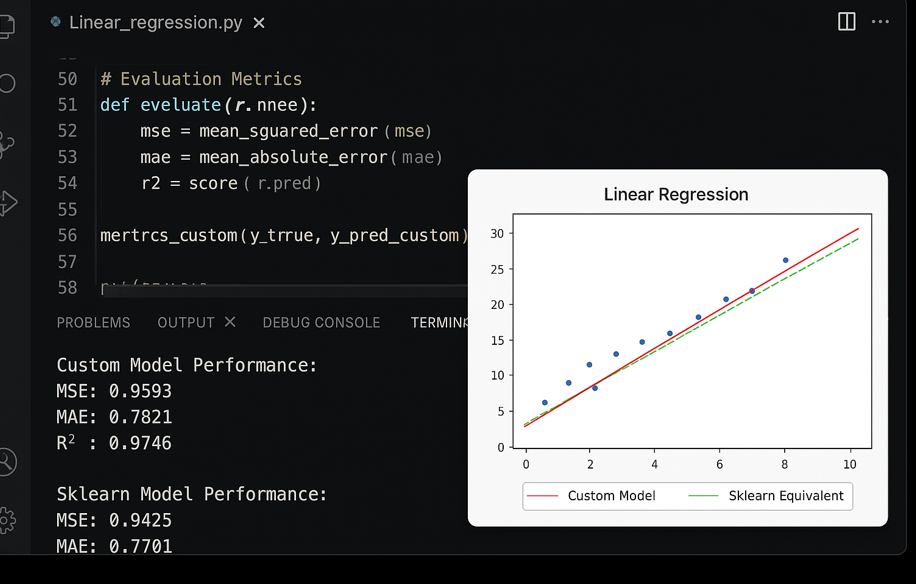 Linear_regression.py ×
50 # Evaluation Metrics
51 def eveluate(r. nnee):
52 mse = mean_sguared_error (mse)
53 mae = mean_absolute_error(mae)
54 r2 = score ( r.pred )
55
56 mertrcs_custom(y_trrue, y_pred_custom)
57
58
PROBLEMS OUTPUT × DEBUG CONSOLE TERMIN
Custom Model Performance:
MSE: 0.9593
MAE: 0.7821
R² : 0.9746
Sklearn Model Performance:
MSE: 0.9425
MAE: 0.7701
Linear Regression
30
25
20
15
10
5
0
0 2 4 6 8 10
Custom Model Sklearn Equivalent